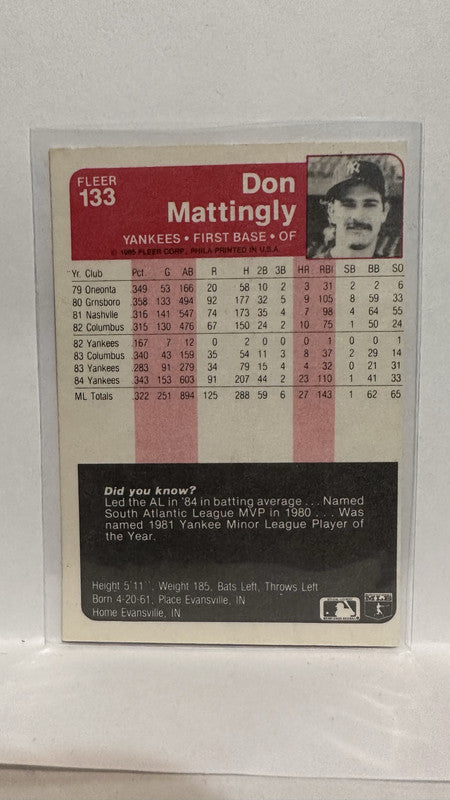 FLEER
133
Don
Mattingly
YANKEES • FIRST BASE • OF
© 1985 FLEER CORP., PHILA PRINTED IN U.S.A.
Yr. Club Pct. G AB R H 2B 3B HR RBI SB BB SO
79 Oneonta .349 53 166 20 58 10 2 3 31 2 2 6
80 Grnsboro .358 133 494 92 177 32 5 9 105 8 59 33
81 Nashvile .316 141 547 74 173 35 4 7 98 4 64 55
82 Columbus .315 130 476 67 150 24 2 10 75 1 50 24
82 Yankees .167 7 12 0 2 0 0 0 1 0 0 1
83 Columbus .340 43 159 35 54 11 3 8 37 2 29 14
83 Yankees .283 91 279 34 79 15 4 4 32 0 21 31
84 Yankees .343 153 603 91 207 44 2 23 110 1 41 33
ML Totals .322 251 894 125 288 59 6 27 143 1 62 65
Did you know?
Led the AL in '84 in batting average . . . Named
South Atlantic League MVP in 1980 . . . Was
named 1981 Yankee Minor League Player of
the Year.
Height 5'11", Weight 185, Bats Left, Throws Left
Born 4-20-61, Place Evansville, IN
Home Evansville, IN